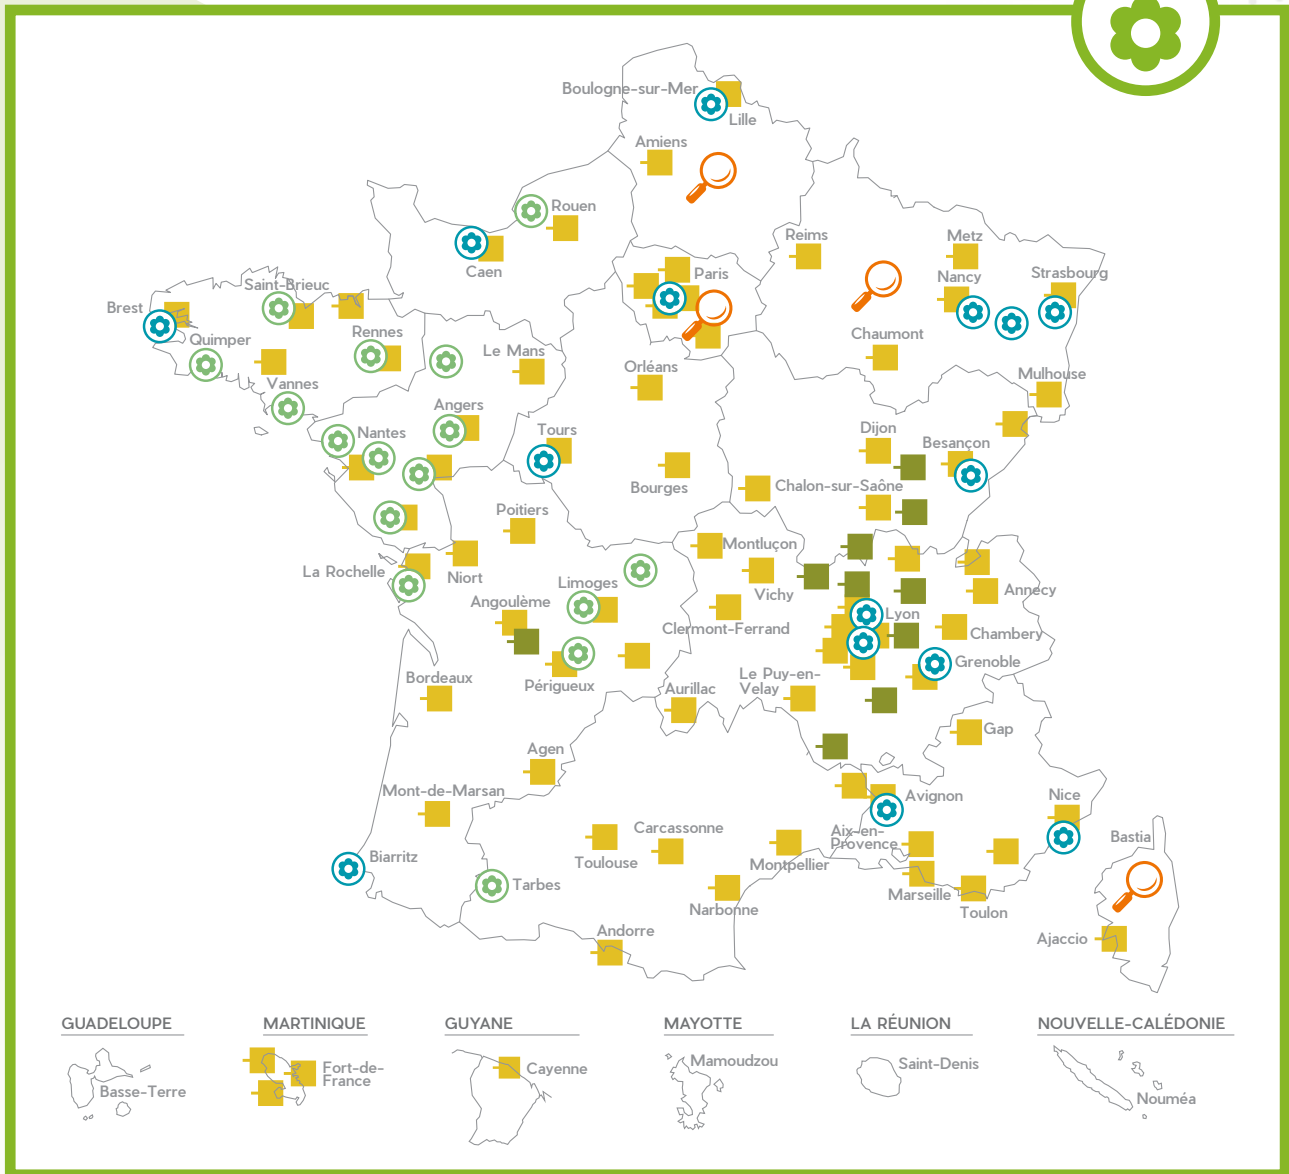 Boulogne-sur-Mer
Lille
Amiens
Rouen
Caen
Reims
Metz
Nancy
Strasbourg
Paris
Saint-Brieuc
Brest
Quimper
Rennes
Vannes
Le Mans
Orléans
Chaumont
Mulhouse
Angers
Nantes
Tours
Dijon
Besançon
Bourges
Chalon-sur-Saône
Poitiers
La Rochelle
Niort
Montluçon
Vichy
Annecy
Limoges
Angoulême
Clermont-Ferrand
Lyon
Chambery
Grenoble
Périgueux
Bordeaux
Aurillac
Le Puy-en-
Velay
Gap
Agen
Mont-de-Marsan
Avignon
Nice
Biarritz
Carcassonne
Toulouse
Montpellier
Aix-en-
Provence
Bastia
Tarbes
Narbonne
Marseille
Toulon
Andorre
Ajaccio
GUADELOUPE
MARTINIQUE
GUYANE
MAYOTTE
LA RÉUNION
NOUVELLE-CALÉDONIE
Basse-Terre
Fort-de-
France
Cayenne
Mamoudzou
Saint-Denis
Nouméa